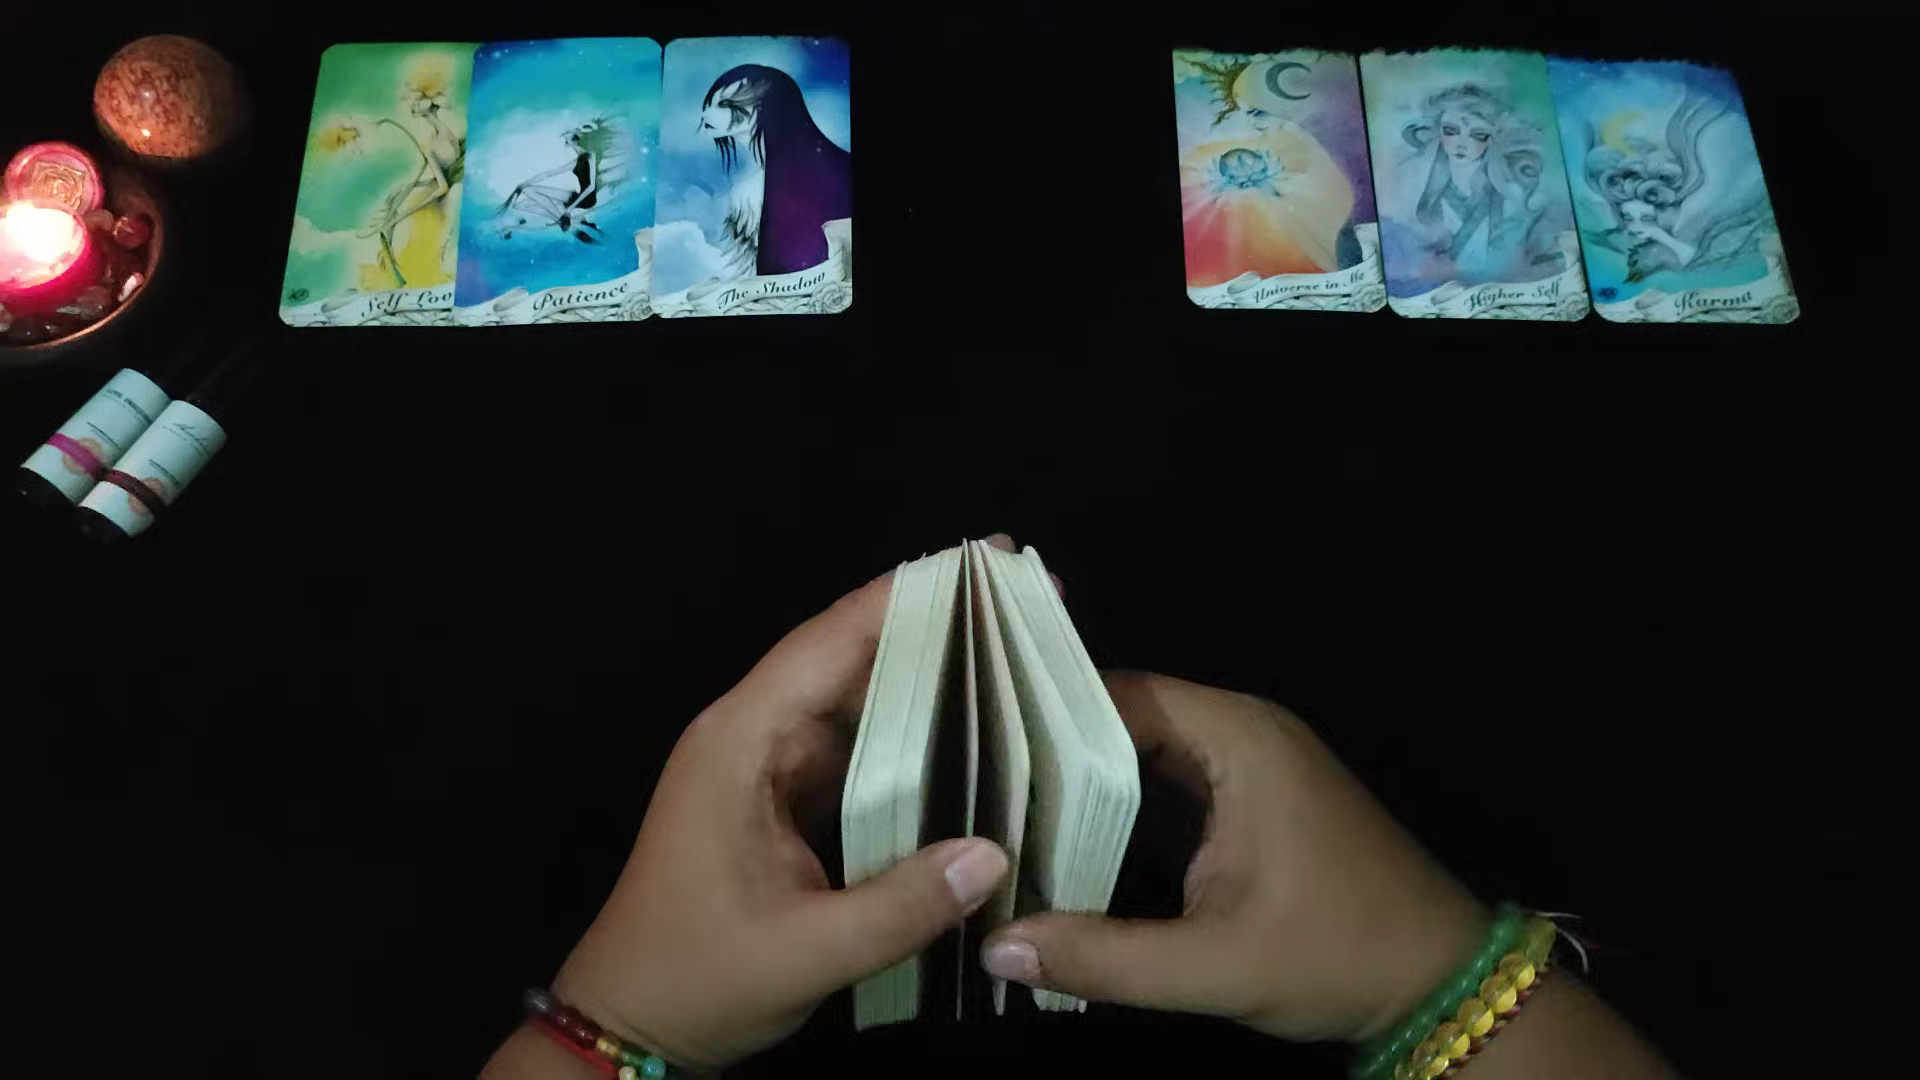 Self Lov
Patience
The Shadow
Universe in Me
Higher Self
Karma